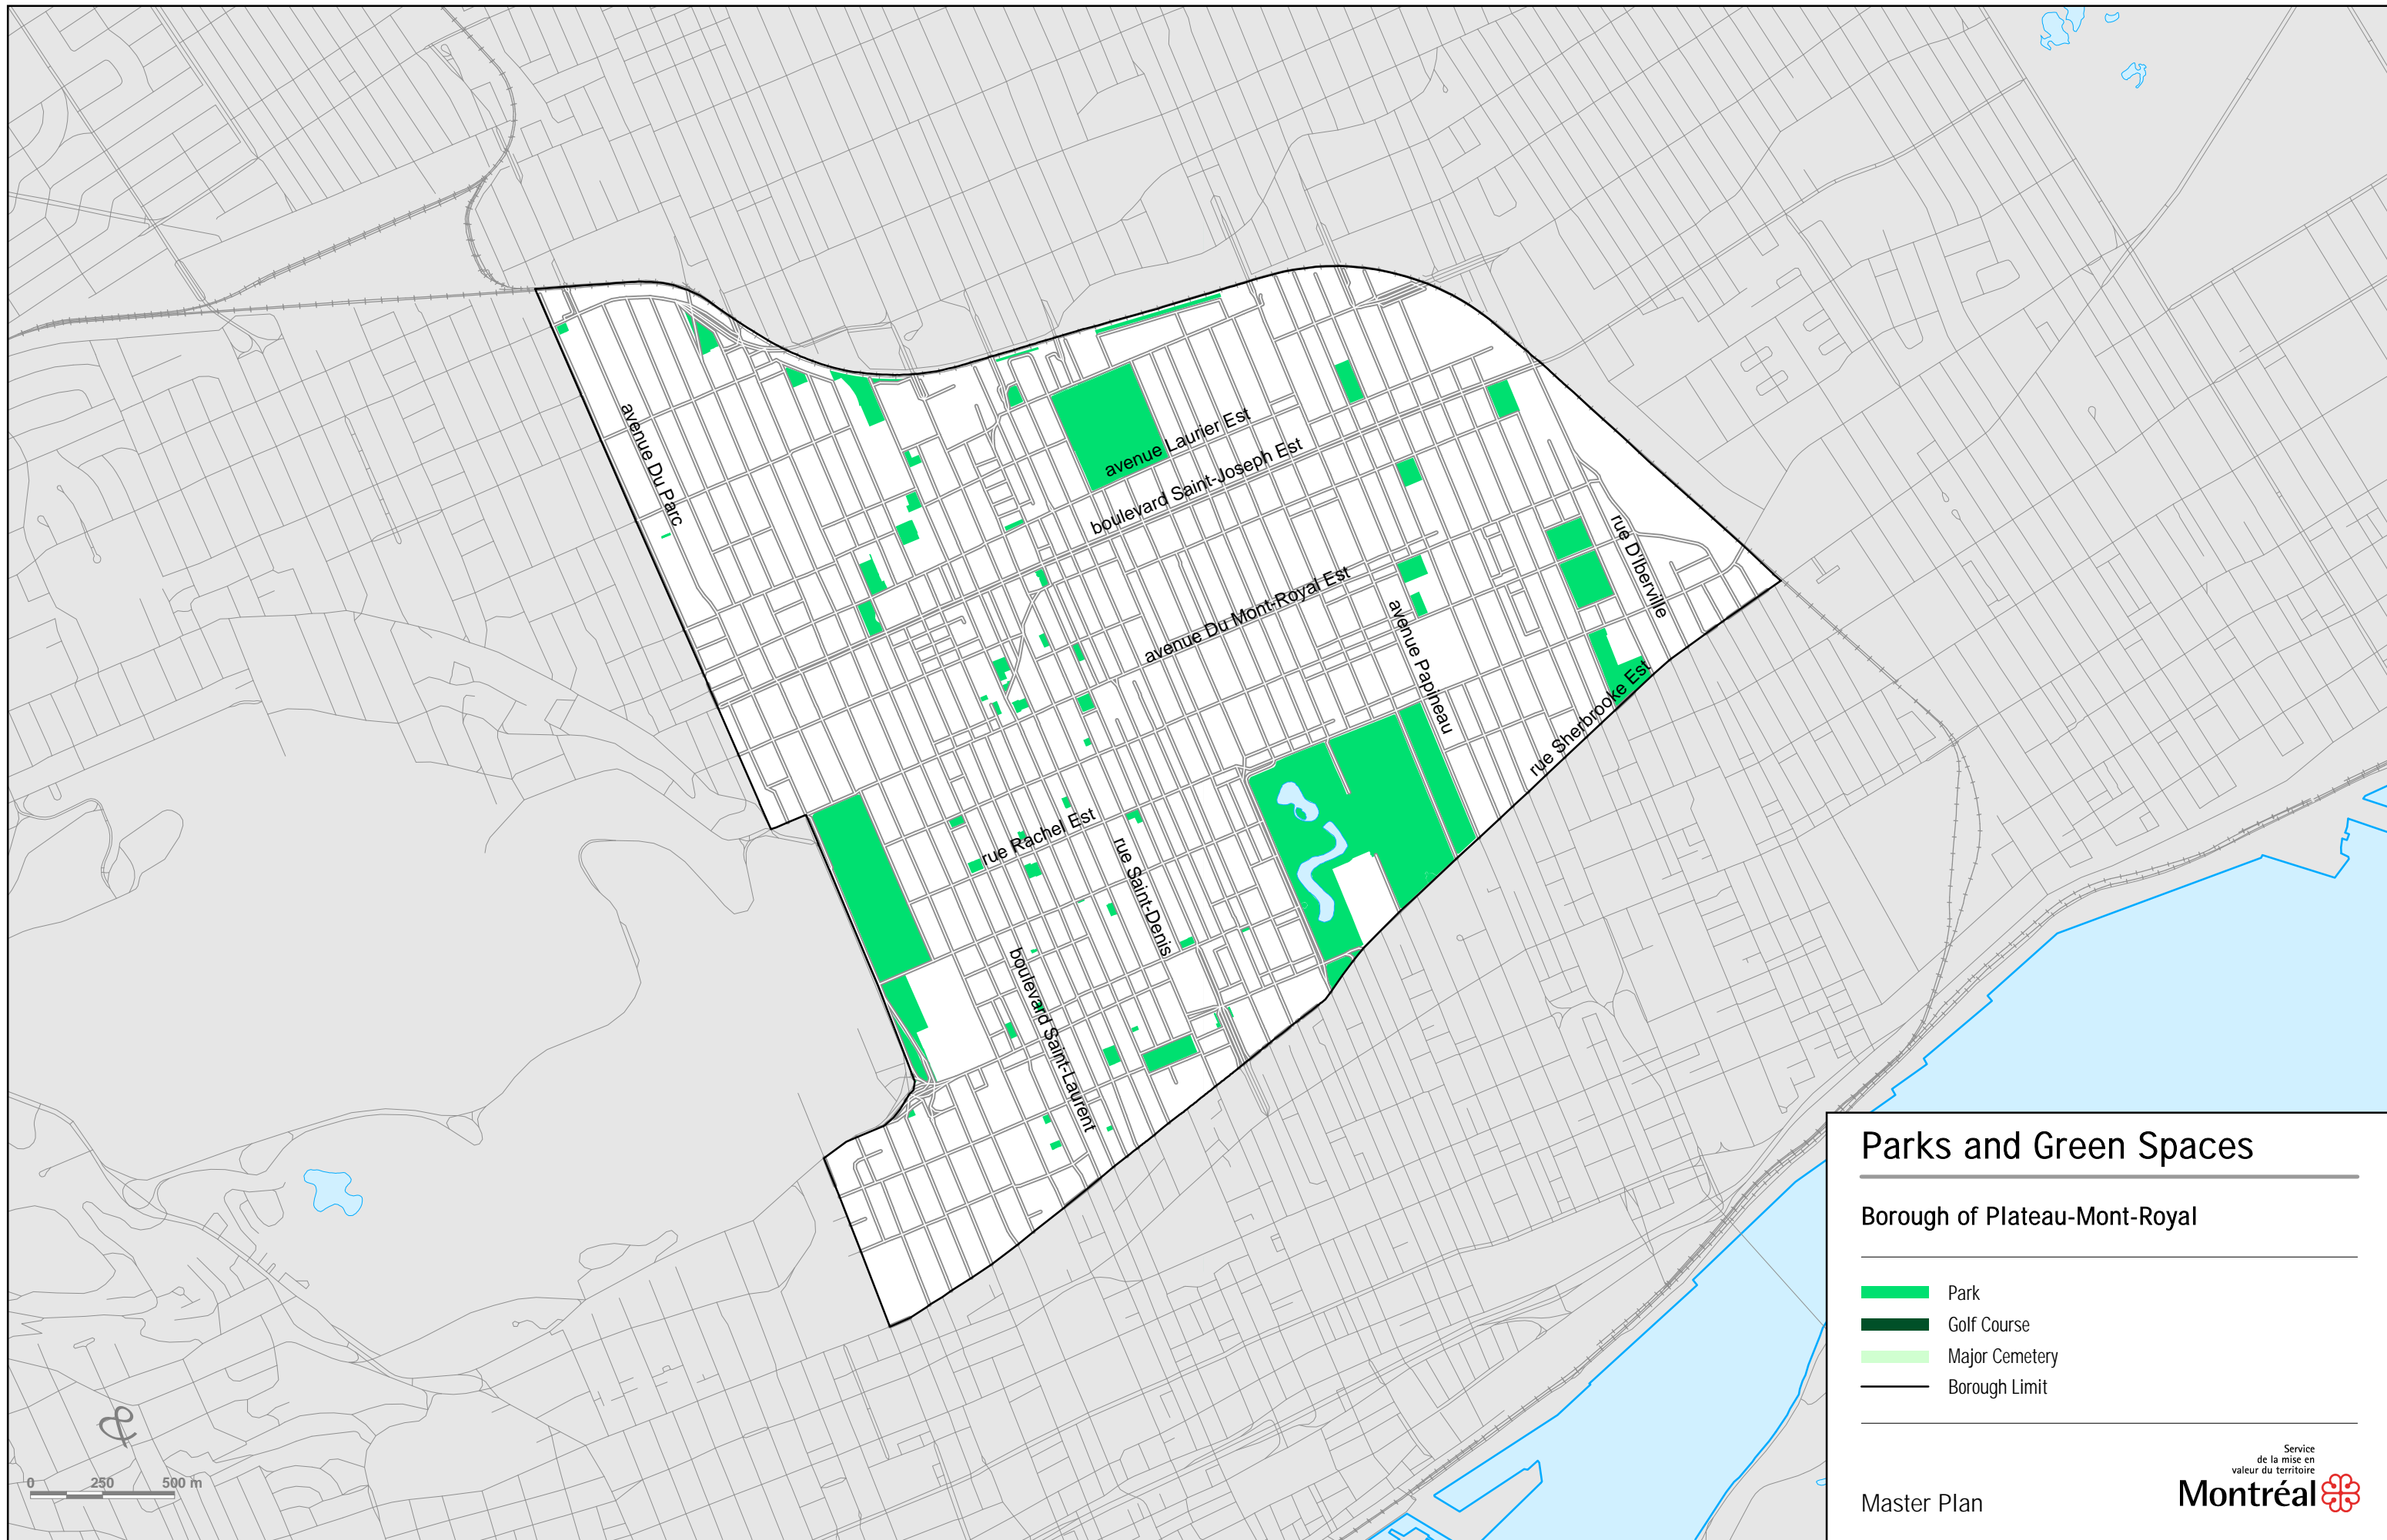 avenue Du Parc
avenue Laurier Est
boulevard Saint-Joseph Est
avenue Du Mont-Royal Est
rue D'Iberville
avenue Papineau
rue Sherbrooke Est
rue Rachel Est
rue Saint-Denis
boulevard Saint-Laurent
0 250 500 m
Parks and Green Spaces
Borough of Plateau-Mont-Royal
Park
Golf Course
Major Cemetery
Borough Limit
Service
de la mise en
valeur du territoire
Montréal
Master Plan